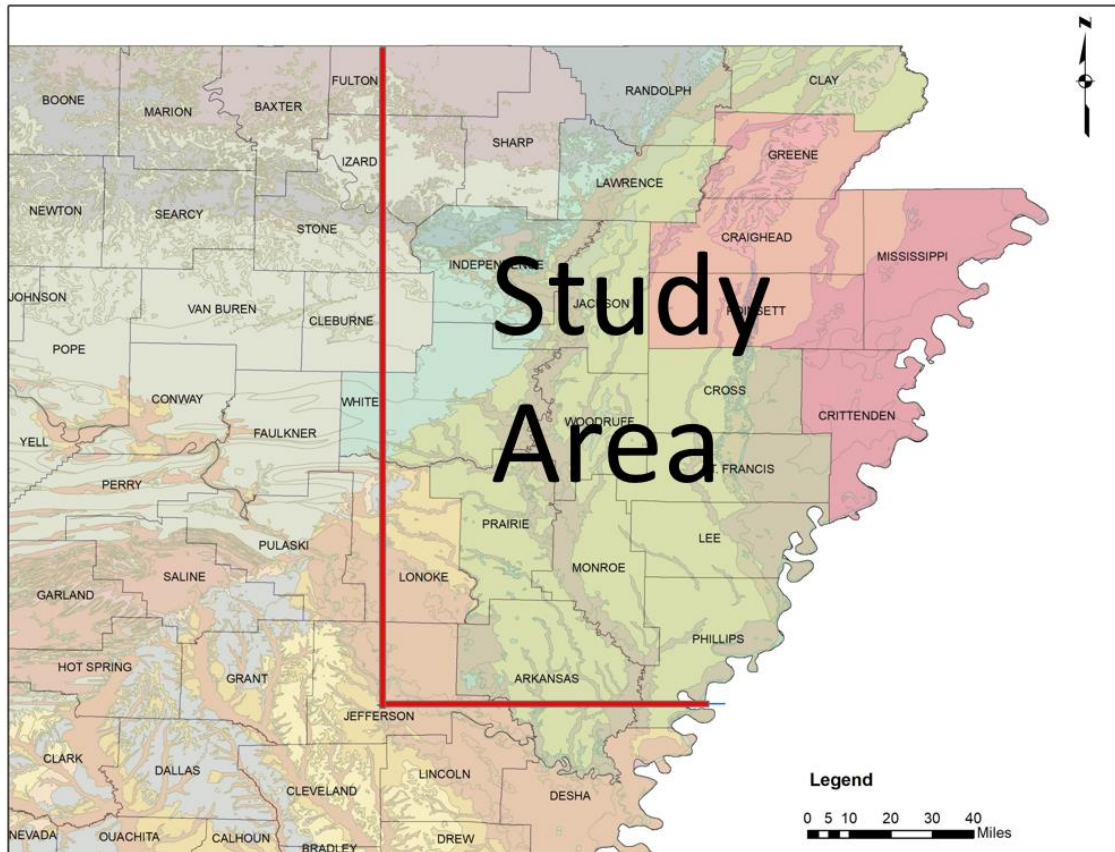 Z
BOONE
MARION
BAXTER
FULTON
RANDOLPH
CLAY
SHARP
IZARD
GREENE
LAWRENCE
NEWTON
SEARCY
STONE
CRAIGHEAD
MISSISSIPPI
INDEPENDENCE
Study
JACKSON
JOHNSON
VAN BUREN
CLEBURNE
POINSETT
POPE
CONWAY
WHITE
CROSS
CRITTENDEN
Area
WOODRUFF
YELL
FAULKNER
ST. FRANCIS
PERRY
PRAIRIE
LEE
PULASKI
SALINE
LONOKE
MONROE
GARLAND
PHILLIPS
HOT SPRING
GRANT
ARKANSAS
JEFFERSON
CLARK
DALLAS
CLEVELAND
LINCOLN
DESHA
Legend
NEVADA
OUACHITA
CALHOUN
BRADLEY
DREW
0 5 10 20 30 40
Miles